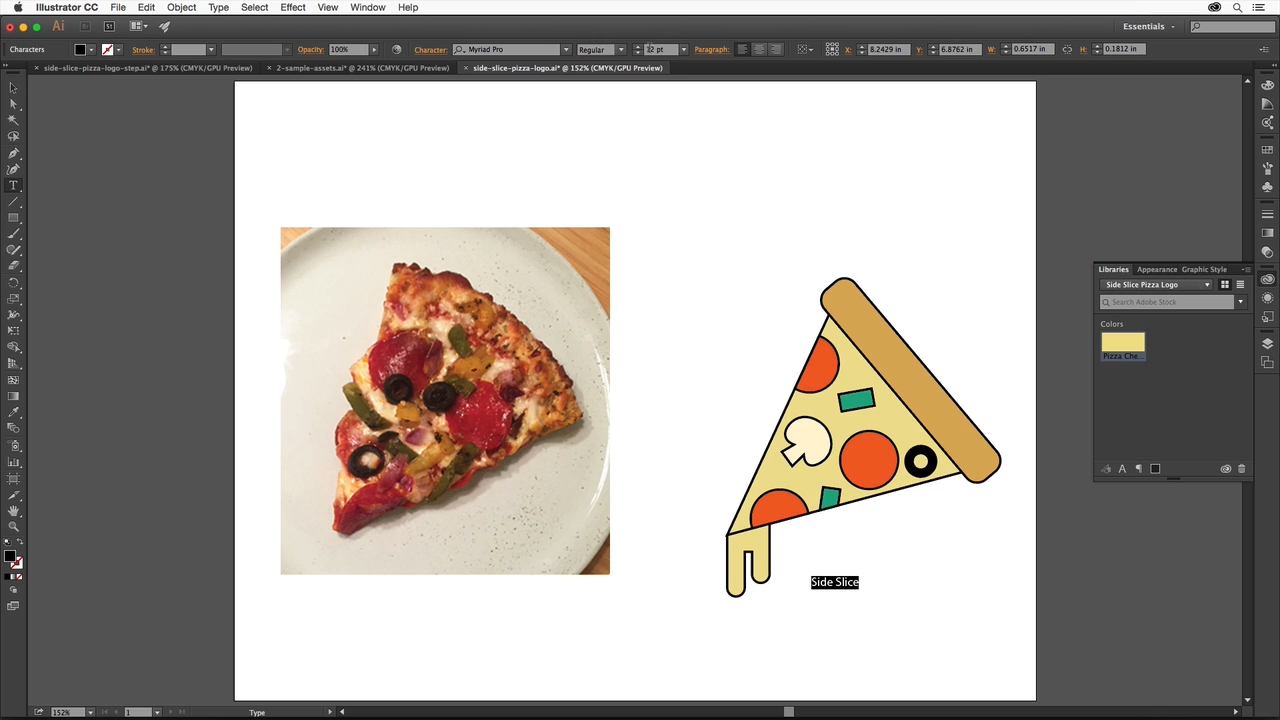 Illustrator CC File Edit Object Type Select Effect View Window Help
Ai Br St Essentials
Characters Stroke: Opacity: 100% Character: Myriad Pro Regular 12 pt Paragraph: X: 8.2429 in Y: 6.8762 in W: 0.6517 in H: 0.1812 in
× side-slice-pizza-logo-step.ai* @ 175% (CMYK/GPU Preview) × 2-sample-assets.ai* @ 241% (CMYK/GPU Preview) × side-slice-pizza-logo.ai* @ 152% (CMYK/GPU Preview)
Libraries Appearance Graphic Style
Side Slice Pizza Logo
Search Adobe Stock
Colors
Pizza Che...
Side Slice
152% 1 Type